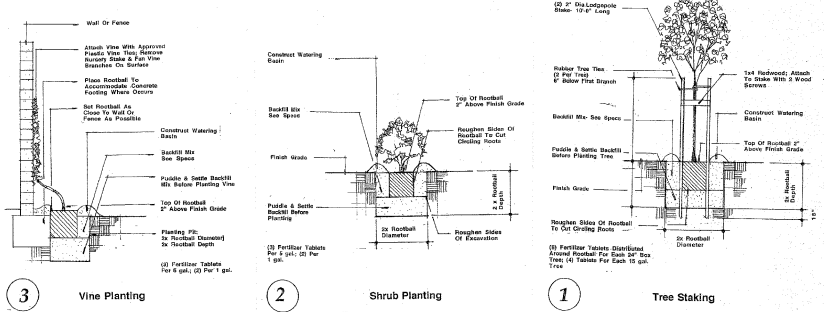 Wall Or Fence
Attach Vine With Approved
Plastic Vine Ties; Remove
Nursery Stake & Fan Vine
Branches On Surface
Place Rootball To
Accommodate Concrete
Footing Where Occurs
Set Rootball As
Close To Wall Or
Fence As Possible
Construct Watering
Basin
Backfill Mix
See Specs
Puddle & Settle Backfill
Mix Before Planting Vine
Top Of Rootball
2" Above Finish Grade
Planting Pit:
2x Rootball Diameter
2x Rootball Depth
(3) Fertilizer Tablets
Per 5 gal.; (2) Per 1 gal.
3
Vine Planting
Construct Watering
Basin
Backfill Mix
See Specs
Finish Grade
Puddle & Settle
Backfill Before
Planting
(3) Fertilizer Tablets
Per 5 gal.; (2) Per
1 gal.
Top Of Rootball
2" Above Finish Grade
Roughen Sides Of
Rootball To Cut
Circling Roots
2 x Rootball
Depth
2x Rootball
Diameter
Roughen Sides
Of Excavation
2
Shrub Planting
(2) 2" Dia.Lodgepole
Stake- 10'-0" Long
Rubber Tree Ties
(2 Per Tree)
6" Below First Branch
Backfill Mix- See Specs
Puddle & Settle Backfill
Before Planting Tree
Finish Grade
Roughen Sides Of Rootball
To Cut Circling Roots
Fertilizer Tablets Distributed
Around Rootball For Each 24" Box
Tree; (4) Tablets For Each 15 gal.
Tree
1x4 Redwood; Attach
To Stake With 2 Wood
Screws
Construct Watering
Basin
Top Of Rootball 2"
Above Finish Grade
Rootball
Depth
18"
2x Rootball
Diameter
1
Tree Staking